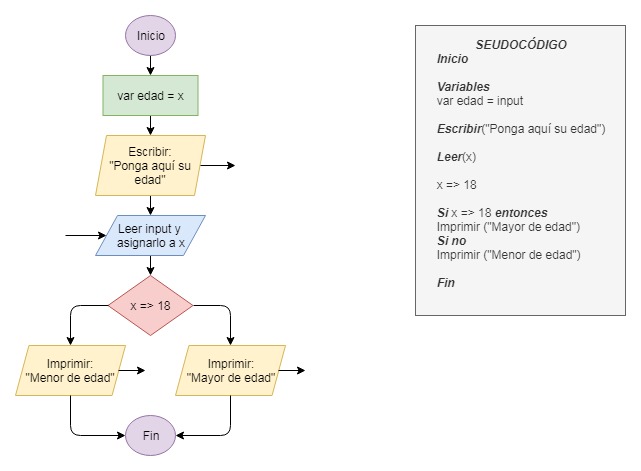 Inicio
var edad = x
Escribir:
"Ponga aquí su
edad"
Leer input y
asignarlo a x
x => 18
Imprimir:
"Menor de edad"
Imprimir:
"Mayor de edad"
Fin
SEUDOCÓDIGO
Inicio
Variables
var edad = input
Escribir("Ponga aquí su edad")
Leer(x)
x => 18
Si x => 18 entonces
Imprimir ("Mayor de edad")
Si no
Imprimir ("Menor de edad")
Fin